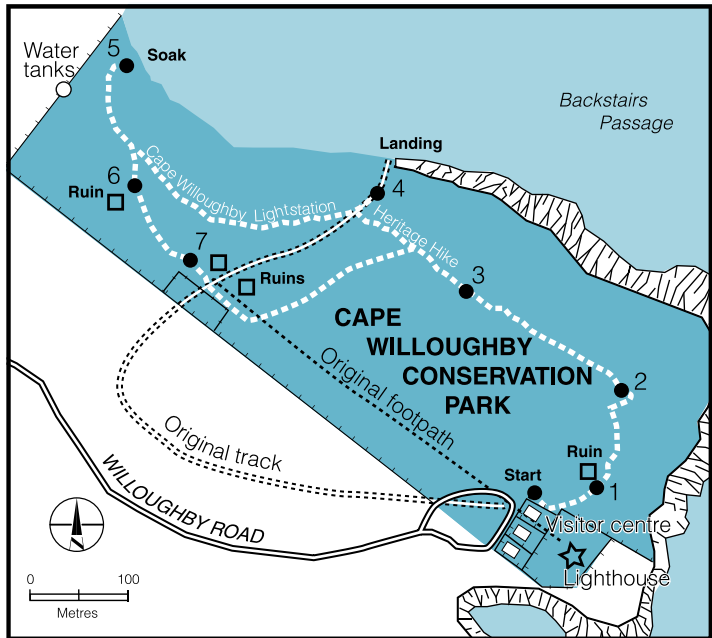 5
Soak
Water
tanks
Backstairs
Passage
Landing
6
Ruin
Cape Willoughby Lightstation
4
Heritage Hike
7
Ruins
3
CAPE
WILLOUGHBY
CONSERVATION
PARK
2
Original footpath
Original track
Ruin
Start
1
WILLOUGHBY ROAD
Visitor centre
Lighthouse
N
0 100
Metres